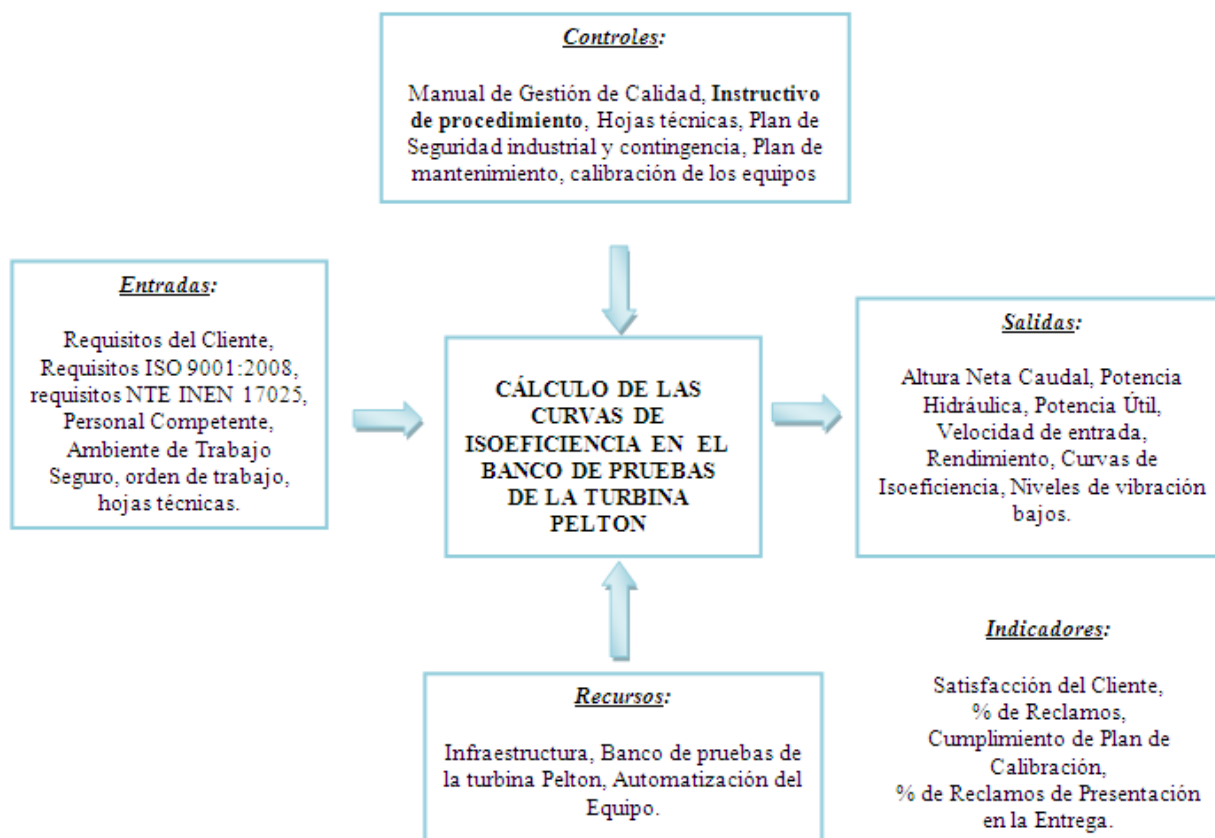 Controles:
Manual de Gestión de Calidad, Instructivo
de procedimiento, Hojas técnicas, Plan de
Seguridad industrial y contingencia, Plan de
mantenimiento, calibración de los equipos
Entradas:
Requisitos del Cliente,
Requisitos ISO 9001:2008,
requisitos NTE INEN 17025,
Personal Competente,
Ambiente de Trabajo
Seguro, orden de trabajo,
hojas técnicas.
CÁLCULO DE LAS
CURVAS DE
ISOEFICIENCIA EN EL
BANCO DE PRUEBAS
DE LA TURBINA
PELTON
Salidas:
Altura Neta Caudal, Potencia
Hidráulica, Potencia Útil,
Velocidad de entrada,
Rendimiento, Curvas de
Isoeficiencia, Niveles de vibración
bajos.
Recursos:
Infraestructura, Banco de pruebas de
la turbina Pelton, Automatización del
Equipo.
Indicadores:
Satisfacción del Cliente,
% de Reclamos,
Cumplimiento de Plan de
Calibración,
% de Reclamos de Presentación
en la Entrega.